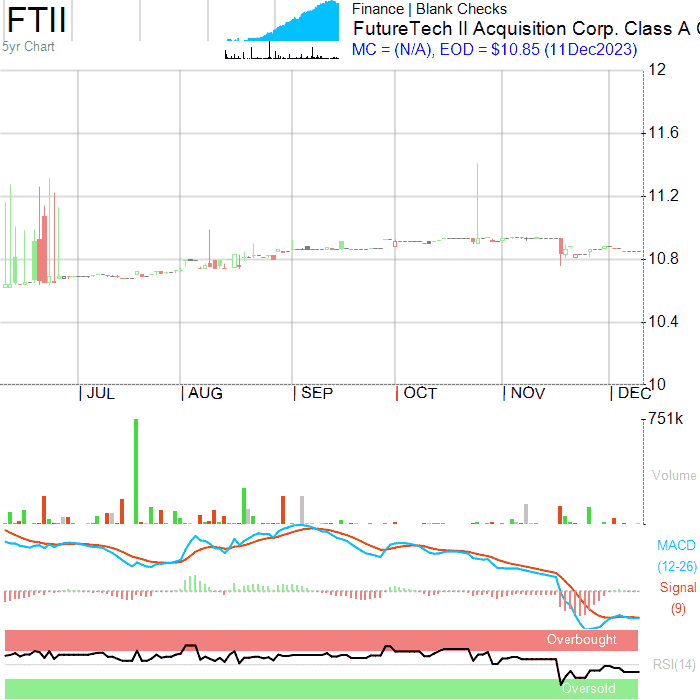 FTII
5yr Chart
Finance | Blank Checks
FutureTech II Acquisition Corp. Class A
MC = (N/A), EOD = $10.85 (11Dec2023)
12
11.6
11.2
10.8
10.4
10
JUL AUG SEP OCT NOV DEC
751k
Volume
MACD
(12-26)
Signal
(9)
Overbought
RSI(14)
Oversold